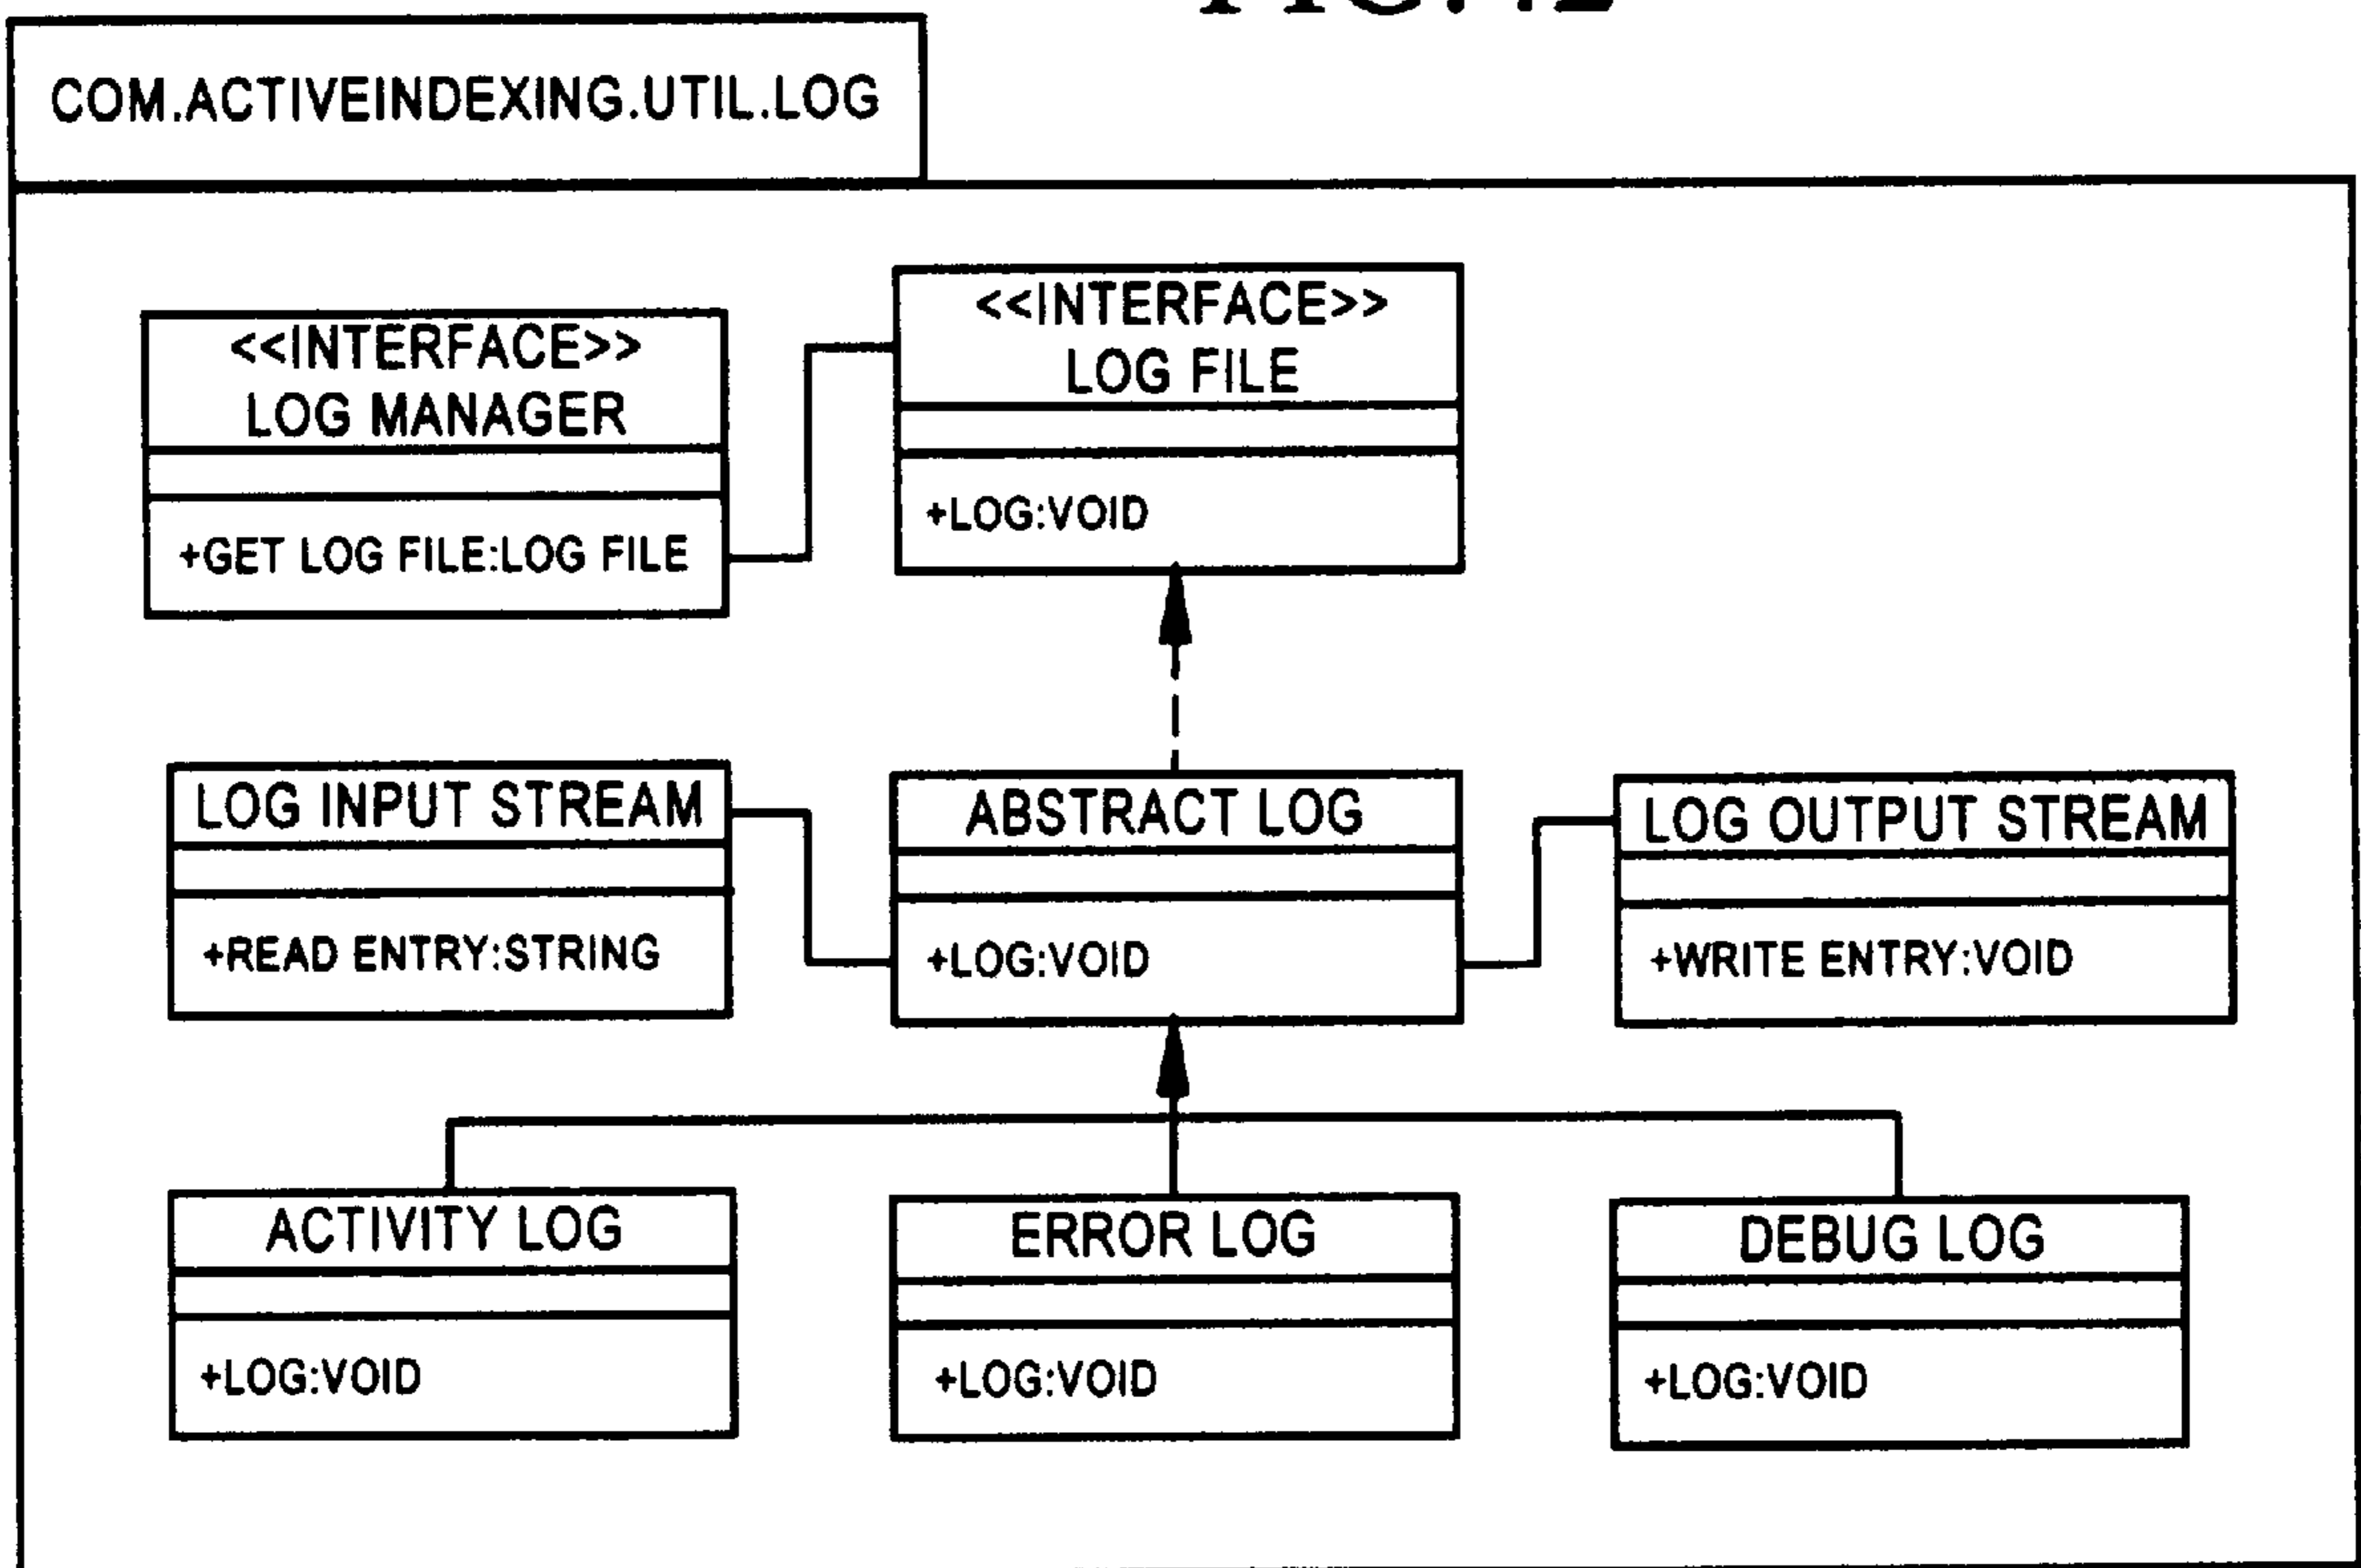 COM.ACTIVEINDEXING.UTIL.LOG
<<INTERFACE>>
LOG MANAGER
+GET LOG FILE:LOG FILE
<<INTERFACE>>
LOG FILE
+LOG:VOID
LOG INPUT STREAM
+READ ENTRY:STRING
ABSTRACT LOG
+LOG:VOID
LOG OUTPUT STREAM
+WRITE ENTRY:VOID
ACTIVITY LOG
+LOG:VOID
ERROR LOG
+LOG:VOID
DEBUG LOG
+LOG:VOID